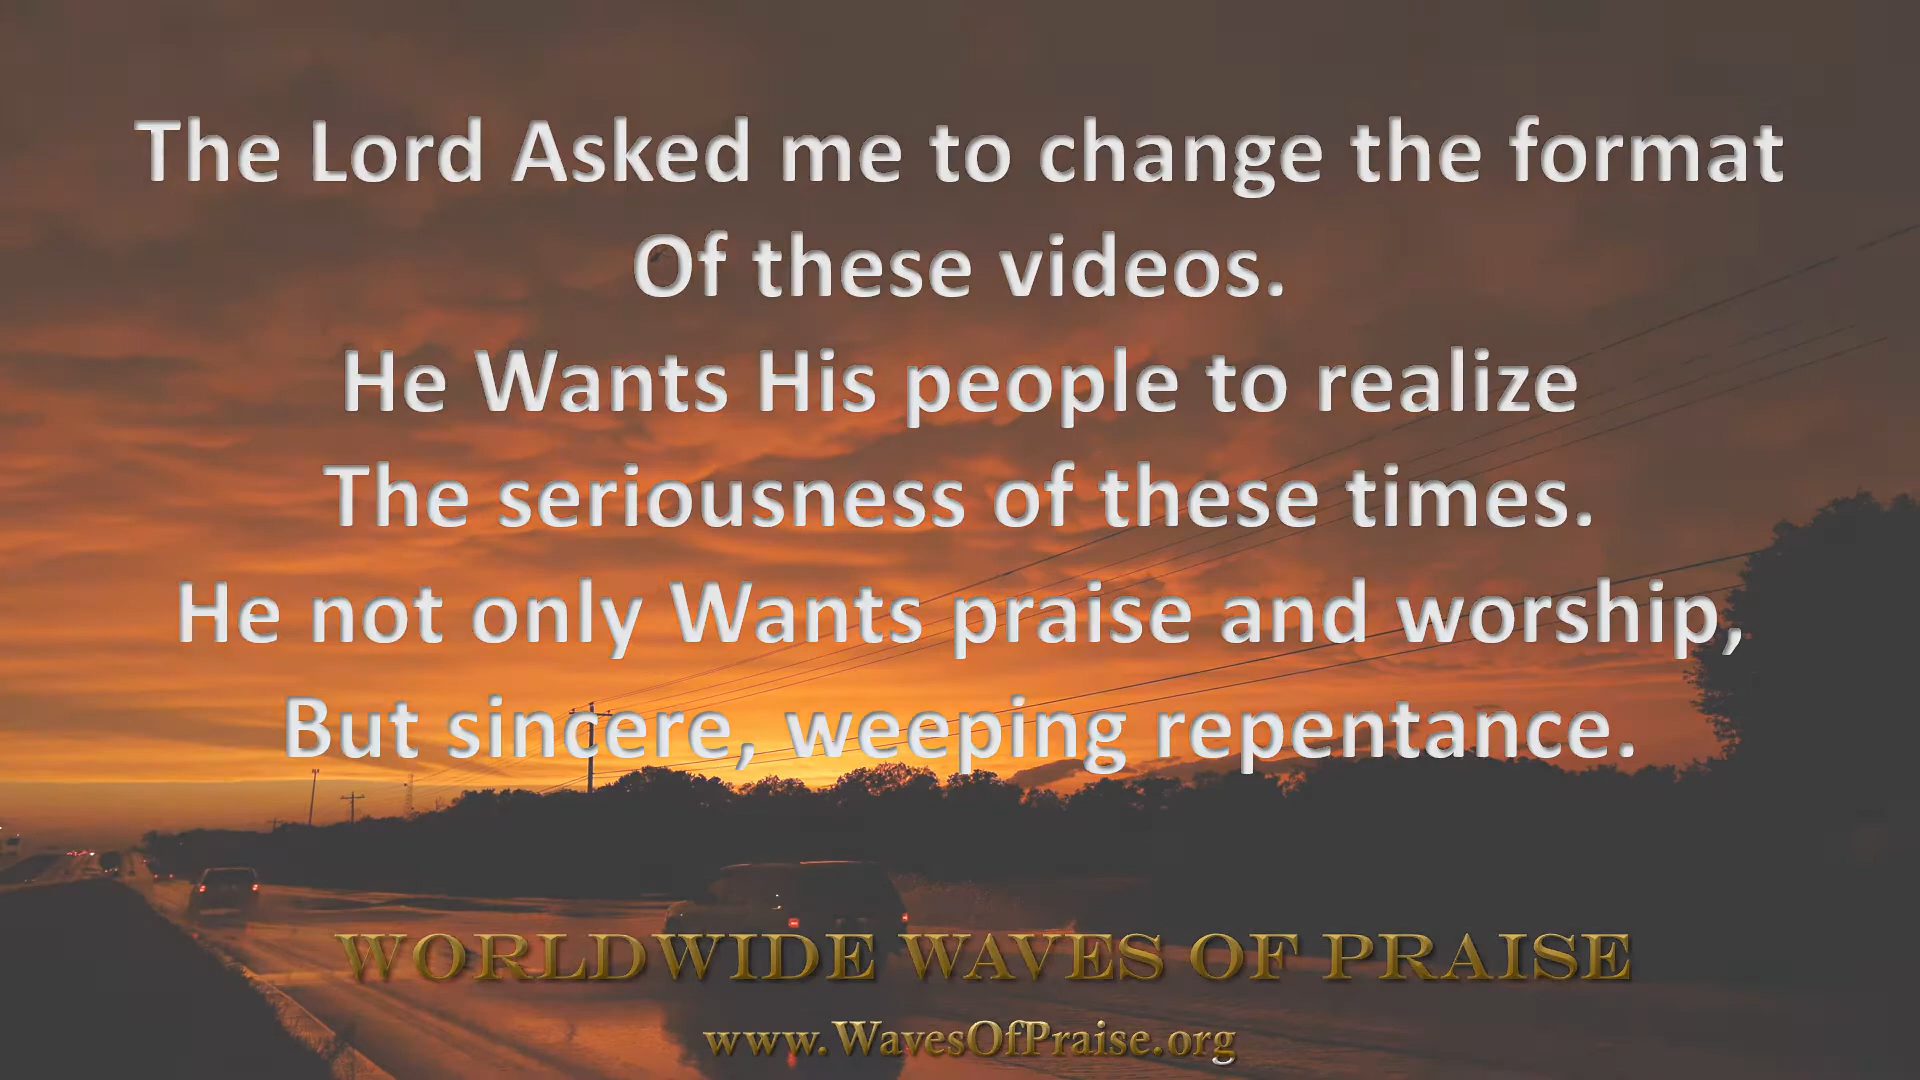 The Lord Asked me to change the format
Of these videos.
He Wants His people to realize
The seriousness of these times.
He not only Wants praise and worship,
But sincere, weeping repentance.
WORLDWIDE WAVES OF PRAISE
www.WavesOfPraise.org